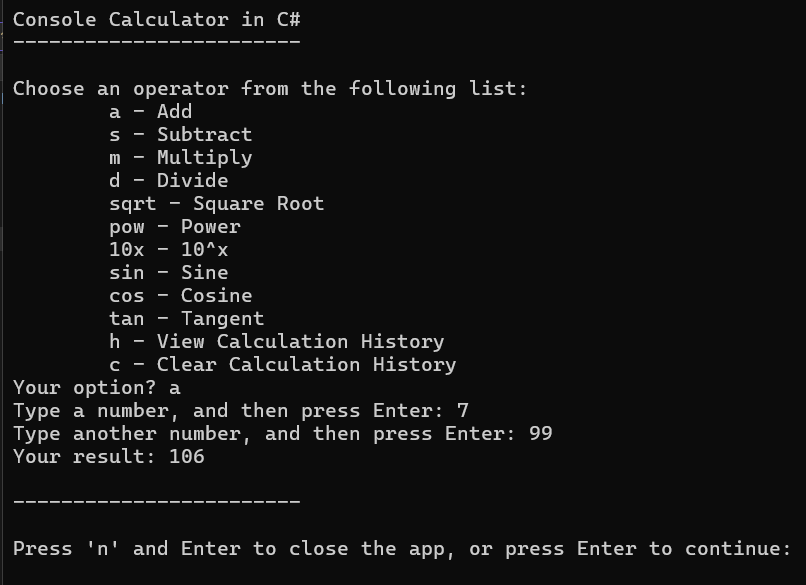 Console Calculator in C#
------------------------
Choose an operator from the following list:
a - Add
s - Subtract
m - Multiply
d - Divide
sqrt - Square Root
pow - Power
10x - 10^x
sin - Sine
cos - Cosine
tan - Tangent
h - View Calculation History
c - Clear Calculation History
Your option? a
Type a number, and then press Enter: 7
Type another number, and then press Enter: 99
Your result: 106
------------------------
Press 'n' and Enter to close the app, or press Enter to continue: